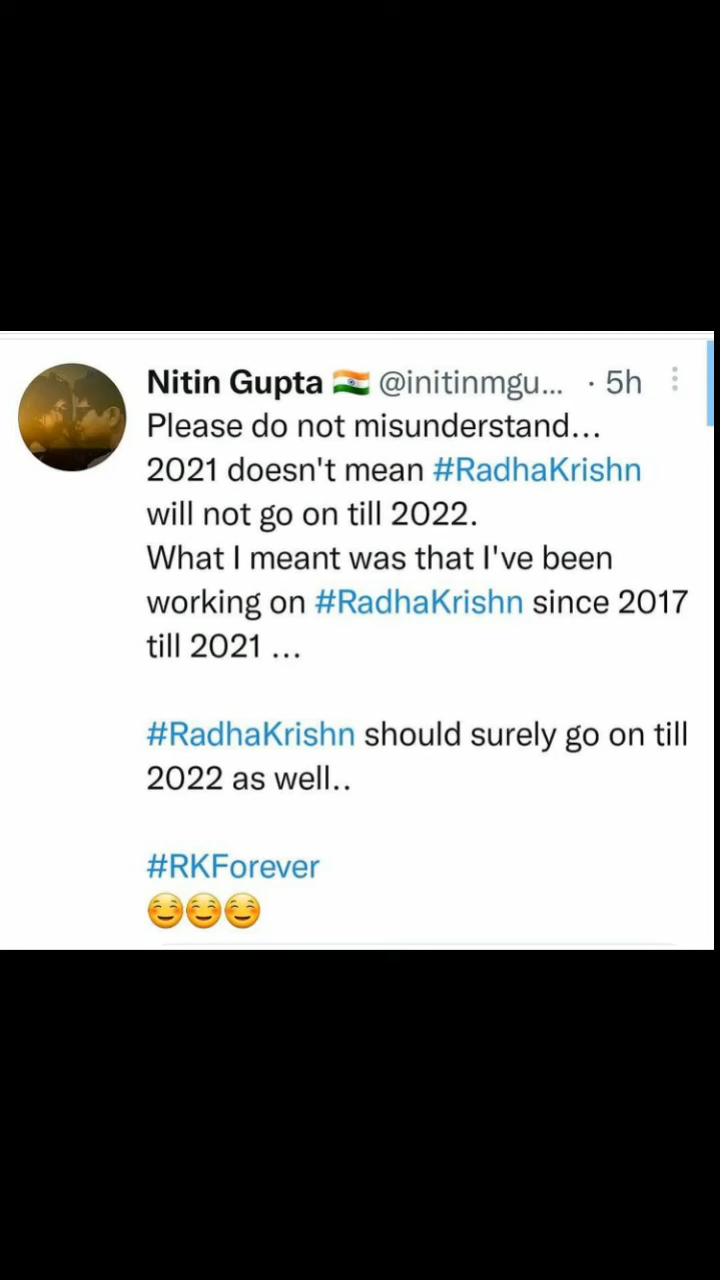 Nitin Gupta 🇮🇳 @initinmgu... · 5h
Please do not misunderstand...
2021 doesn't mean #RadhaKrishn
will not go on till 2022.
What I meant was that I've been
working on #RadhaKrishn since 2017
till 2021 ...
#RadhaKrishn should surely go on till
2022 as well..
#RKForever
😊😊😊